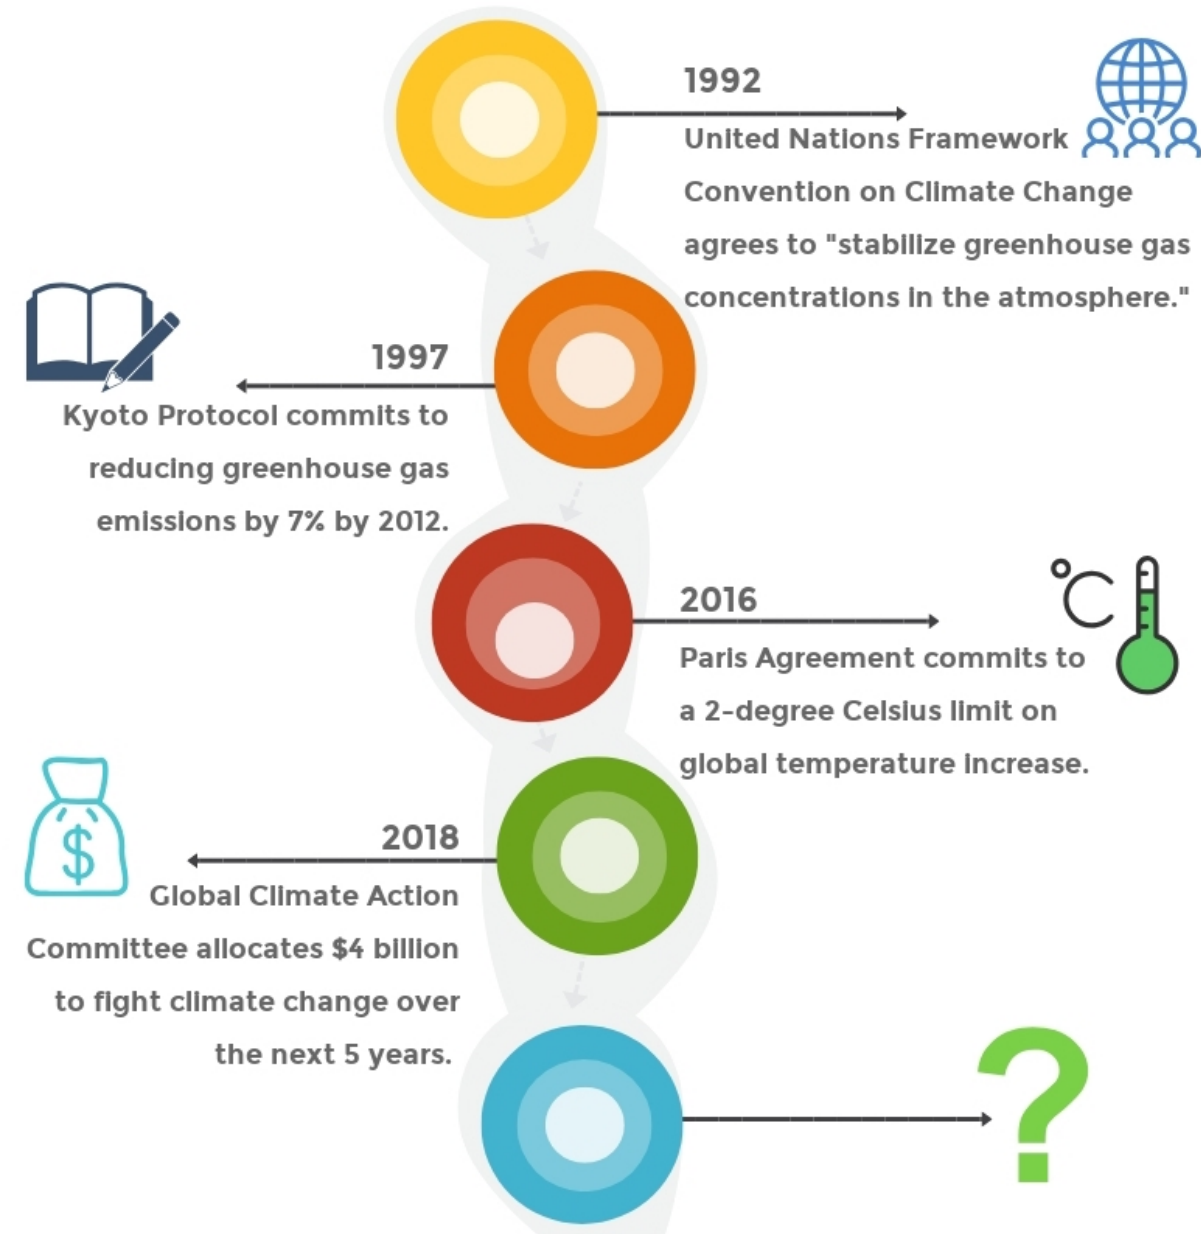 1992
United Nations Framework
Convention on Climate Change
agrees to "stabilize greenhouse gas
concentrations in the atmosphere."
1997
Kyoto Protocol commits to
reducing greenhouse gas
emissions by 7% by 2012.
2016
°C
Paris Agreement commits to
a 2-degree Celsius limit on
global temperature increase.
$
2018
Global Climate Action
Committee allocates $4 billion
to fight climate change over
the next 5 years.
?